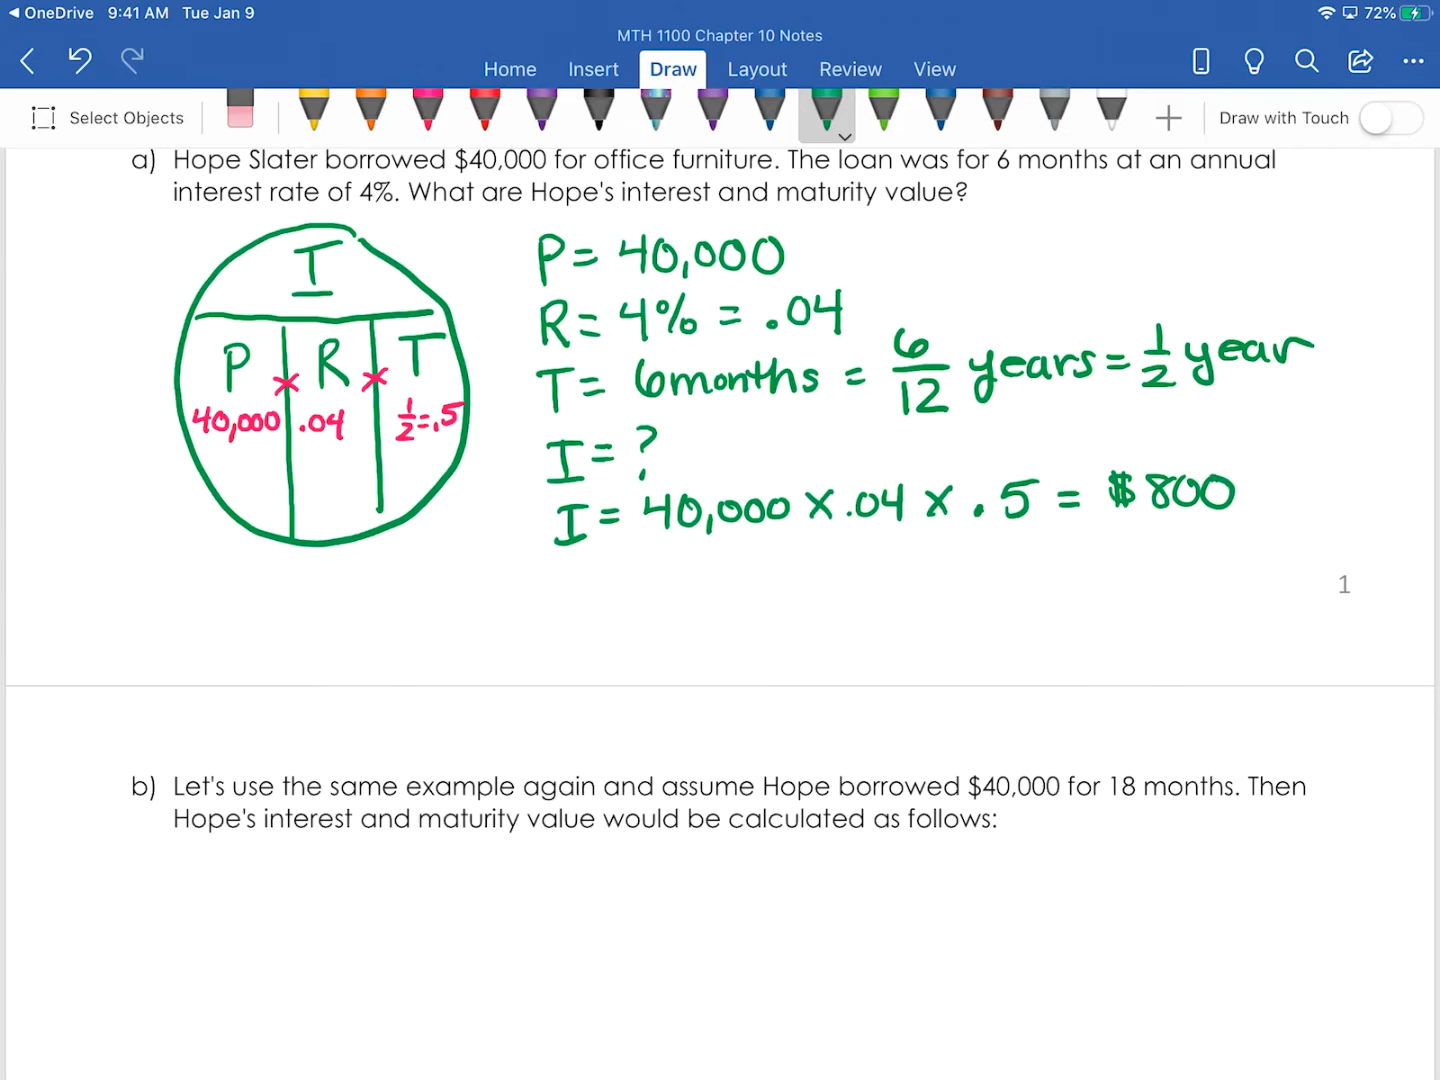 OneDrive 9:41 AM Tue Jan 9 72%
MTH 1100 Chapter 10 Notes
Home Insert Draw Layout Review View
Select Objects Draw with Touch
a) Hope Slater borrowed $40,000 for office furniture. The loan was for 6 months at an annual
interest rate of 4%. What are Hope's interest and maturity value?
I
P × R × T
40,000 .04 1/2 = .5
P = 40,000
R = 4% = .04
T = 6 months = 6/12 years = 1/2 year
I = ?
I = 40,000 × .04 × .5 = $800
1
b) Let's use the same example again and assume Hope borrowed $40,000 for 18 months. Then
Hope's interest and maturity value would be calculated as follows: